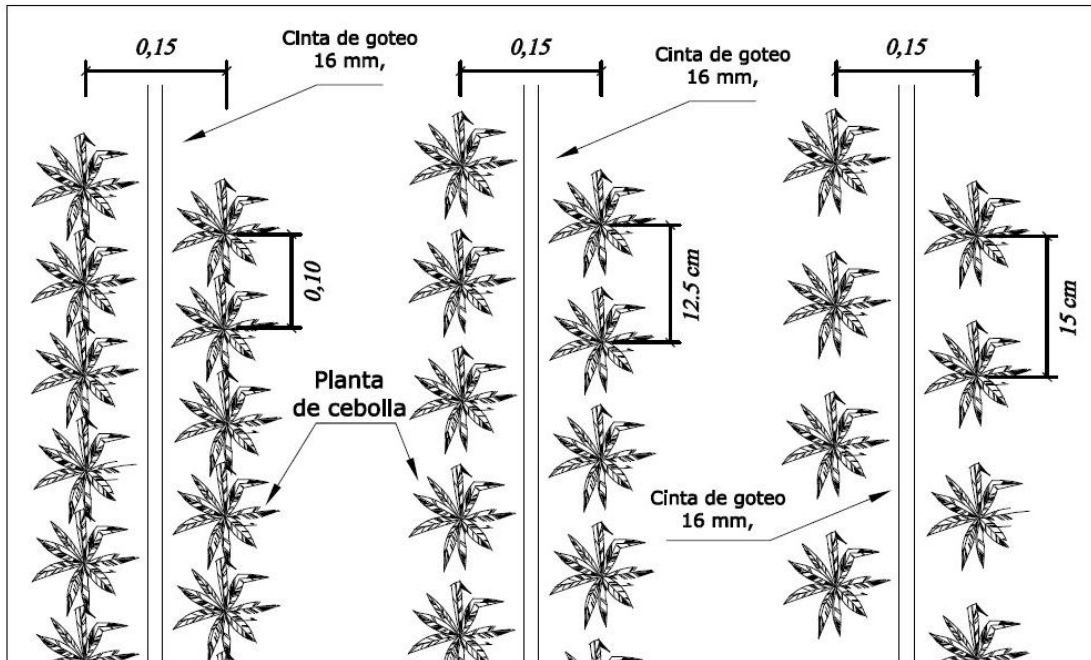 0,15
Cinta de goteo
16 mm,
0,15
Cinta de goteo
16 mm,
0,15
0,10
12.5 cm
15 cm
Planta
de cebolla
Cinta de goteo
16 mm,